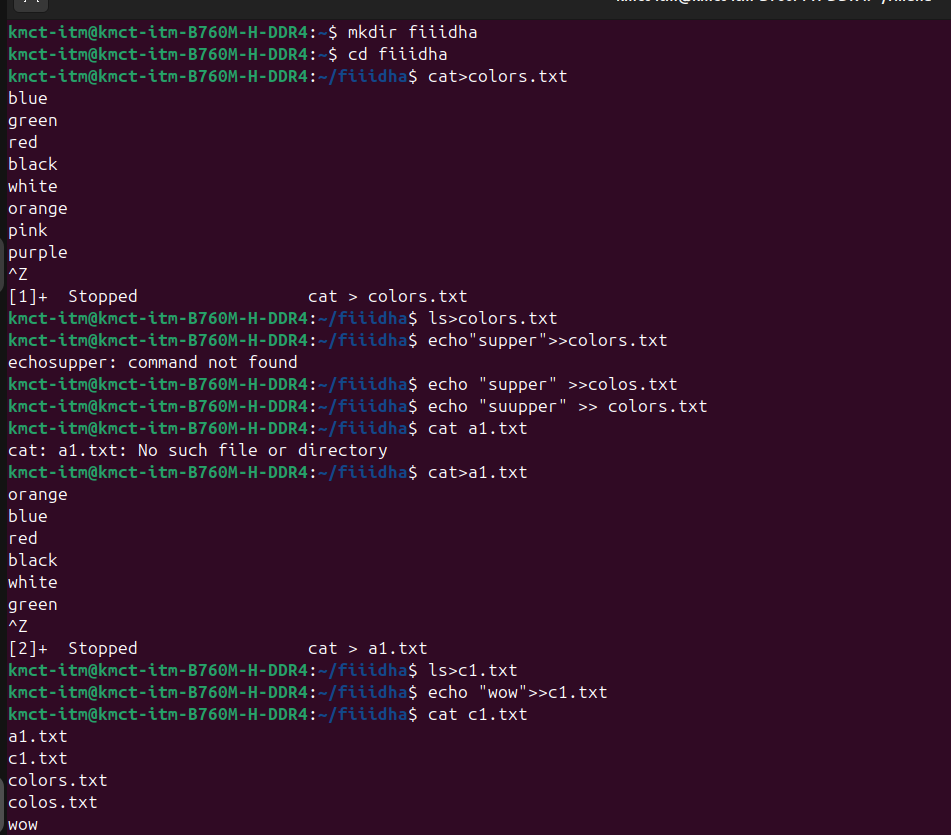 kmct-itm@kmct-itm-B760M-H-DDR4:~$ mkdir fiiidha
kmct-itm@kmct-itm-B760M-H-DDR4:~$ cd fiiidha
kmct-itm@kmct-itm-B760M-H-DDR4:~/fiiidha$ cat>colors.txt
blue
green
red
black
white
orange
pink
purple
^Z
[1]+  Stopped                 cat > colors.txt
kmct-itm@kmct-itm-B760M-H-DDR4:~/fiiidha$ ls>colors.txt
kmct-itm@kmct-itm-B760M-H-DDR4:~/fiiidha$ echo"supper">>colors.txt
echosupper: command not found
kmct-itm@kmct-itm-B760M-H-DDR4:~/fiiidha$ echo "supper" >>colos.txt
kmct-itm@kmct-itm-B760M-H-DDR4:~/fiiidha$ echo "suupper" >> colors.txt
kmct-itm@kmct-itm-B760M-H-DDR4:~/fiiidha$ cat a1.txt
cat: a1.txt: No such file or directory
kmct-itm@kmct-itm-B760M-H-DDR4:~/fiiidha$ cat>a1.txt
orange
blue
red
black
white
green
^Z
[2]+  Stopped                 cat > a1.txt
kmct-itm@kmct-itm-B760M-H-DDR4:~/fiiidha$ ls>c1.txt
kmct-itm@kmct-itm-B760M-H-DDR4:~/fiiidha$ echo "wow">>c1.txt
kmct-itm@kmct-itm-B760M-H-DDR4:~/fiiidha$ cat c1.txt
a1.txt
c1.txt
colors.txt
colos.txt
wow